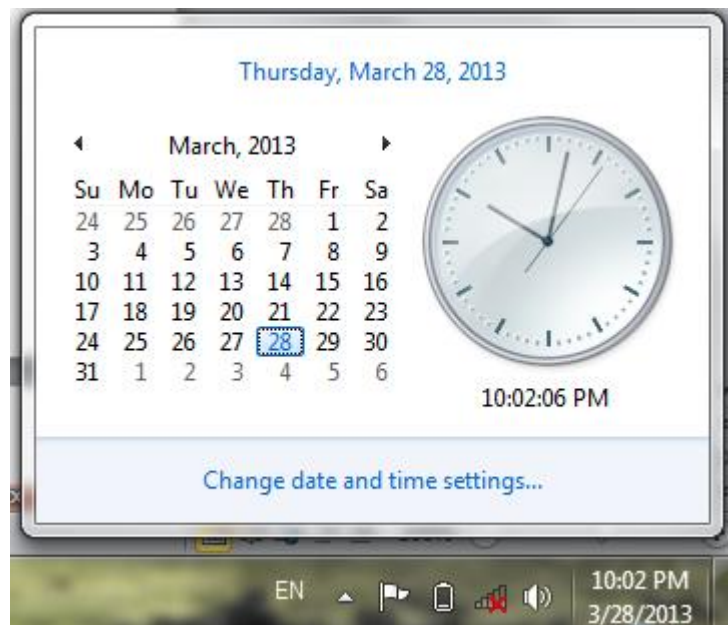 Thursday, March 28, 2013
March, 2013
Su Mo Tu We Th Fr Sa
24 25 26 27 28 1 2
3 4 5 6 7 8 9
10 11 12 13 14 15 16
17 18 19 20 21 22 23
24 25 26 27 28 29 30
31 1 2 3 4 5 6
10:02:06 PM
Change date and time settings...
EN
10:02 PM
3/28/2013